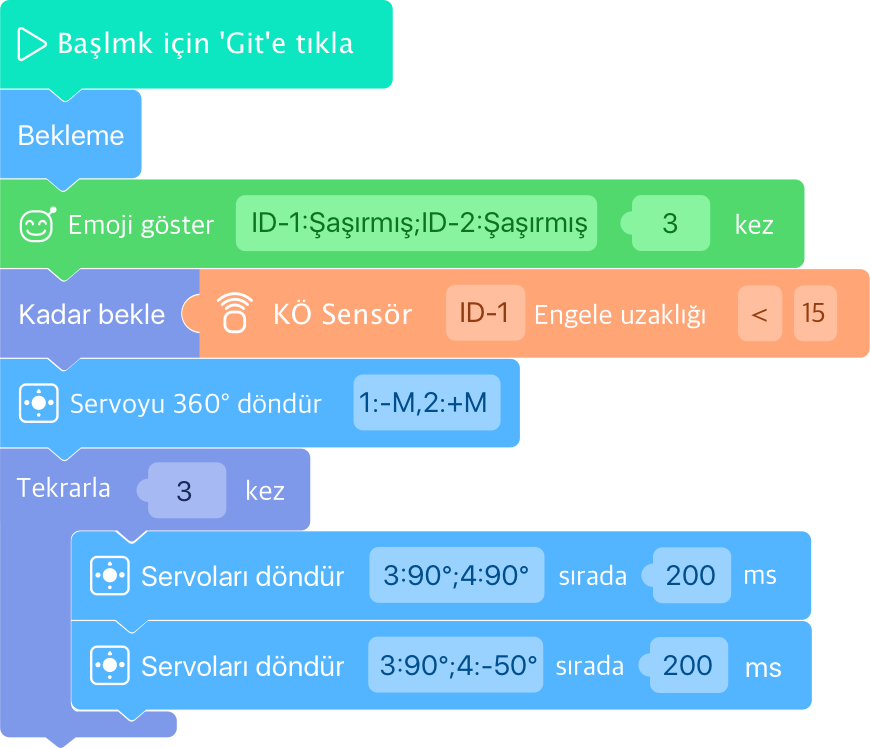 Başlmk için 'Git'e tıkla
Bekleme
Emoji göster ID-1:Şaşırmış;ID-2:Şaşırmış 3 kez
Kadar bekle KÖ Sensör ID-1 Engele uzaklığı < 15
Servoyu 360° döndür 1:-M,2:+M
Tekrarla 3 kez
Servoları döndür 3:90°;4:90° sırada 200 ms
Servoları döndür 3:90°;4:-50° sırada 200 ms